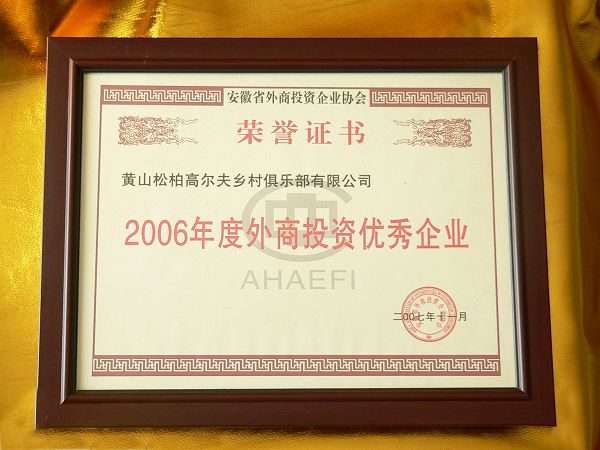 安徽省外商投资企业协会
荣誉证书
黄山松柏高尔夫乡村俱乐部有限公司
2006年度外商投资优秀企业
AHAEFI
二00七年十一月